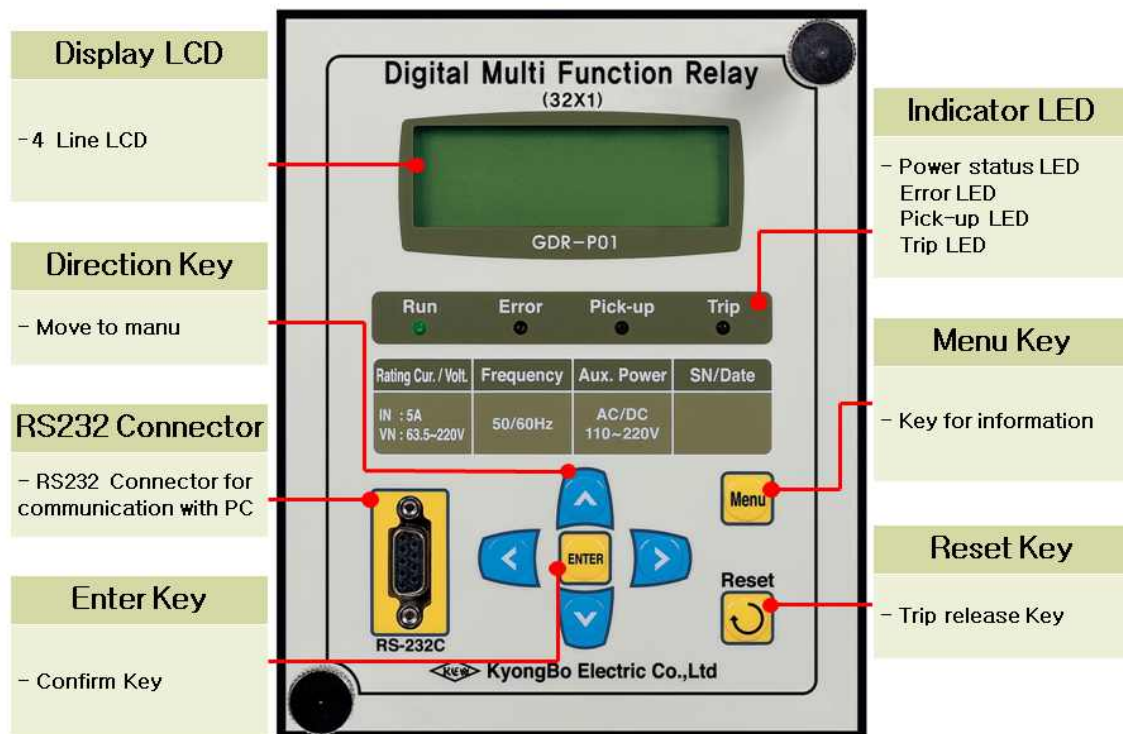 Display LCD
- 4 Line LCD
Direction Key
- Move to manu
RS232 Connector
- RS232 Connector for
communication with PC
Enter Key
- Confirm Key
Digital Multi Function Relay
(32X1)
GDR-P01
Run Error Pick-up Trip
Rating Cur. / Volt. Frequency Aux. Power SN/Date
IN : 5A
VN : 63.5~220V
50/60Hz
AC/DC
110~220V
Menu
ENTER
Reset
RS-232C
KyongBo Electric Co.,Ltd
Indicator LED
- Power status LED
Error LED
Pick-up LED
Trip LED
Menu Key
- Key for information
Reset Key
- Trip release Key